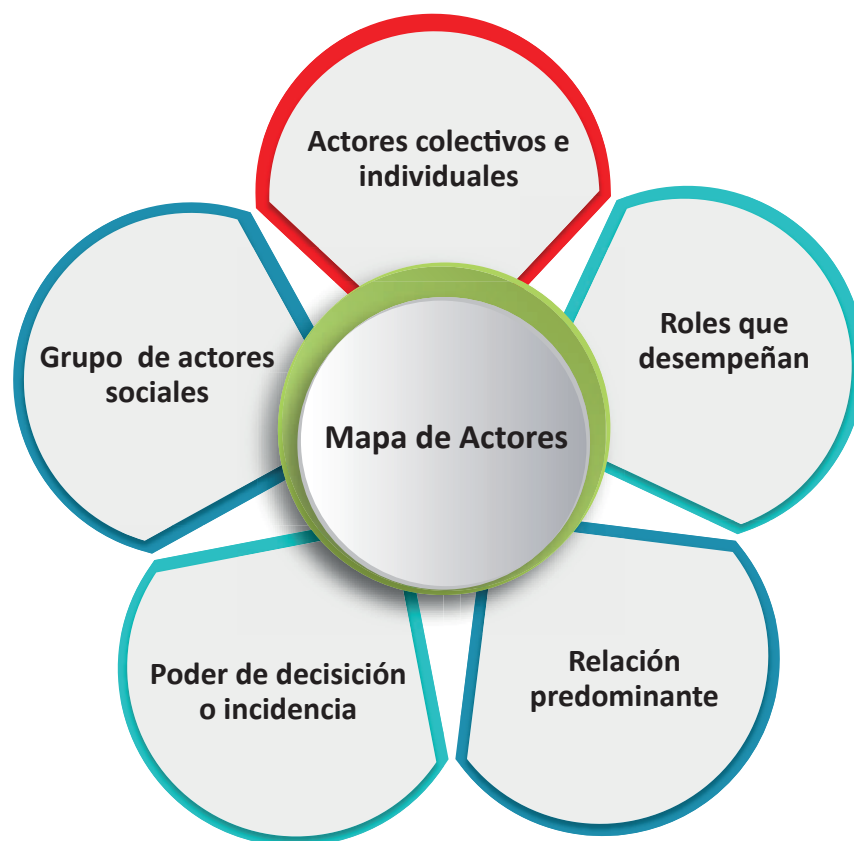 Actores colectivos e
individuales
Roles que
desempeñan
Grupo  de actores
sociales
Mapa de Actores
Poder de decisición
o incidencia
Relación
predominante